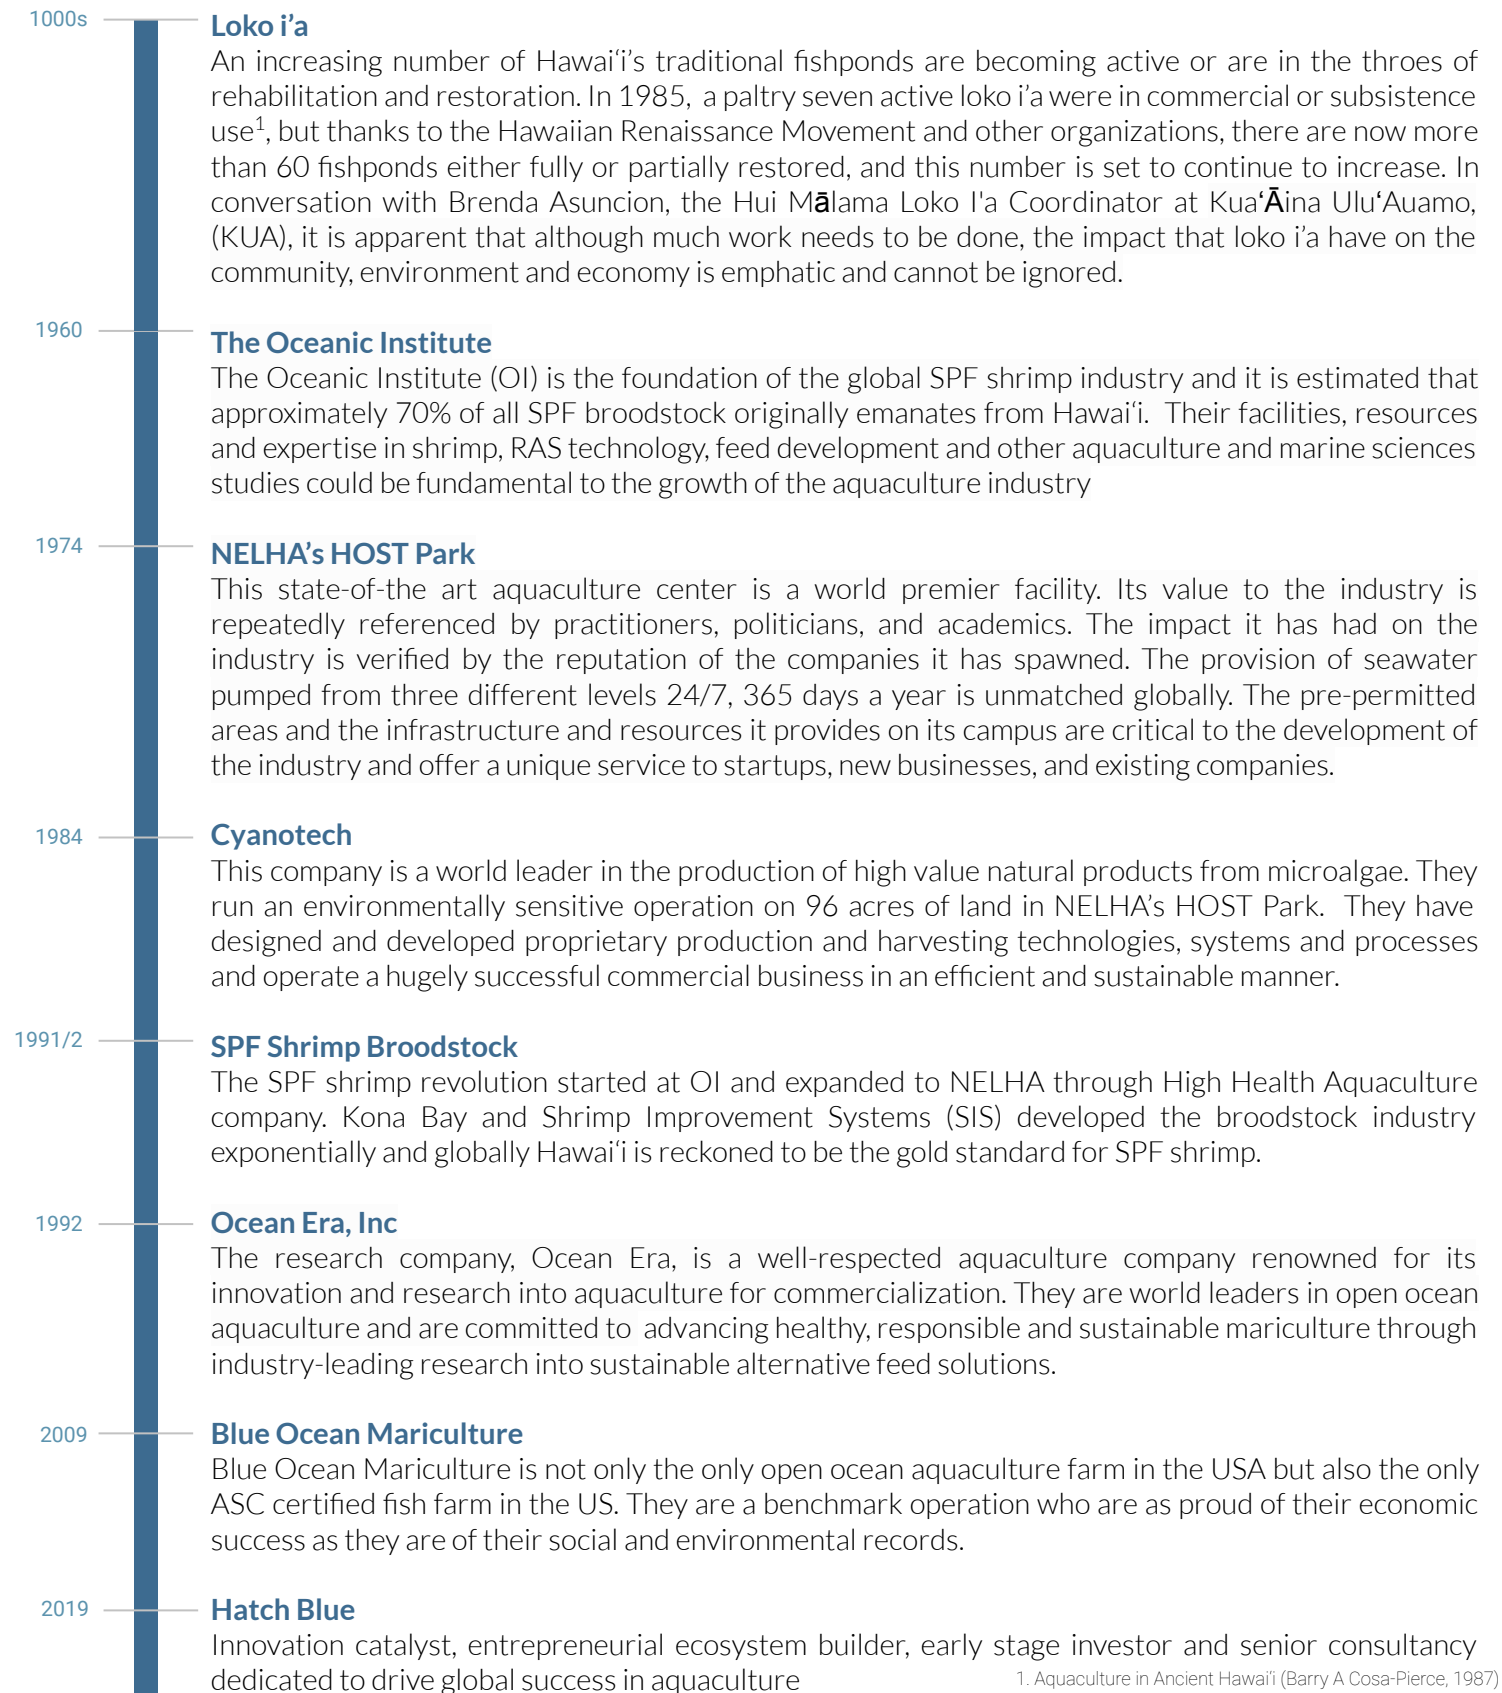 1000s
Loko i’a
An increasing number of Hawai‘i’s traditional fishponds are becoming active or are in the throes of
rehabilitation and restoration. In 1985, a paltry seven active loko i’a were in commercial or subsistence
use1, but thanks to the Hawaiian Renaissance Movement and other organizations, there are now more
than 60 fishponds either fully or partially restored, and this number is set to continue to increase. In
conversation with Brenda Asuncion, the Hui Mālama Loko I'a Coordinator at Kua‘Āina Ulu‘Auamo,
(KUA), it is apparent that although much work needs to be done, the impact that loko i’a have on the
community, environment and economy is emphatic and cannot be ignored.
1960
The Oceanic Institute
The Oceanic Institute (OI) is the foundation of the global SPF shrimp industry and it is estimated that
approximately 70% of all SPF broodstock originally emanates from Hawai‘i. Their facilities, resources
and expertise in shrimp, RAS technology, feed development and other aquaculture and marine sciences
studies could be fundamental to the growth of the aquaculture industry
1974
NELHA’s HOST Park
This state-of-the art aquaculture center is a world premier facility. Its value to the industry is
repeatedly referenced by practitioners, politicians, and academics. The impact it has had on the
industry is verified by the reputation of the companies it has spawned. The provision of seawater
pumped from three different levels 24/7, 365 days a year is unmatched globally. The pre-permitted
areas and the infrastructure and resources it provides on its campus are critical to the development of
the industry and offer a unique service to startups, new businesses, and existing companies.
1984
Cyanotech
This company is a world leader in the production of high value natural products from microalgae. They
run an environmentally sensitive operation on 96 acres of land in NELHA’s HOST Park. They have
designed and developed proprietary production and harvesting technologies, systems and processes
and operate a hugely successful commercial business in an efficient and sustainable manner.
1991/2
SPF Shrimp Broodstock
The SPF shrimp revolution started at OI and expanded to NELHA through High Health Aquaculture
company. Kona Bay and Shrimp Improvement Systems (SIS) developed the broodstock industry
exponentially and globally Hawai‘i is reckoned to be the gold standard for SPF shrimp.
1992
Ocean Era, Inc
The research company, Ocean Era, is a well-respected aquaculture company renowned for its
innovation and research into aquaculture for commercialization. They are world leaders in open ocean
aquaculture and are committed to advancing healthy, responsible and sustainable mariculture through
industry-leading research into sustainable alternative feed solutions.
2009
Blue Ocean Mariculture
Blue Ocean Mariculture is not only the only open ocean aquaculture farm in the USA but also the only
ASC certified fish farm in the US. They are a benchmark operation who are as proud of their economic
success as they are of their social and environmental records.
2019
Hatch Blue
Innovation catalyst, entrepreneurial ecosystem builder, early stage investor and senior consultancy
dedicated to drive global success in aquaculture
1. Aquaculture in Ancient Hawai’i (Barry A Cosa-Pierce, 1987)